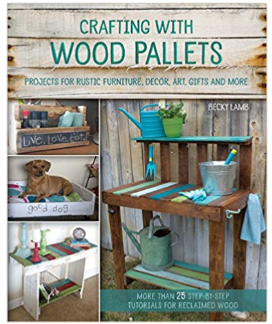 CRAFTING WITH
WOOD PALLETS
PROJECTS FOR RUSTIC FURNITURE, DECOR, ART, GIFTS AND MORE
BECKY LAMB
Live. love. eat.
good dog
MORE THAN 25 STEP-BY-STEP
TUTORIALS FOR RECLAIMED WOOD